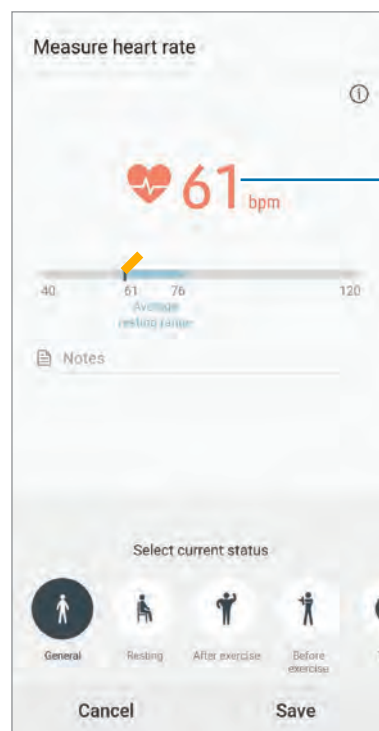 Measure heart rate
61 bpm
40 61 76 120
Average
resting range
Notes
Select current status
General Resting After exercise Before
exercise
Cancel Save